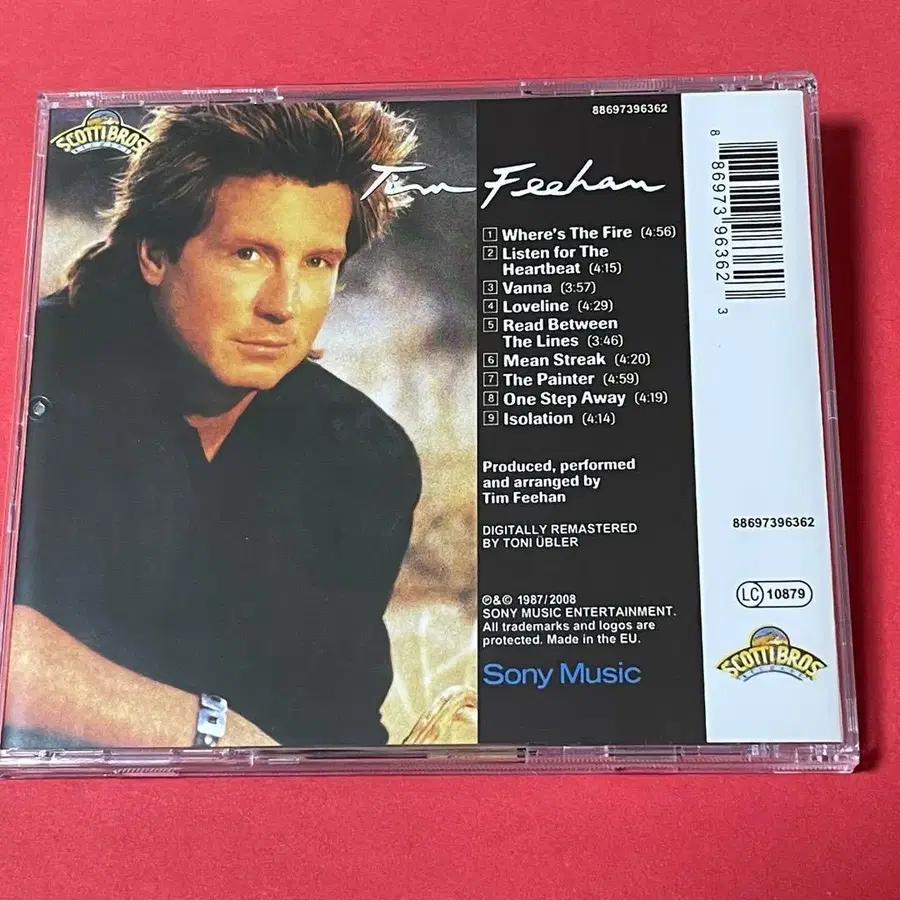 SCOTTI BROS
RECORDS
88697396362
Tim Feehan
1 Where's The Fire (4:56)
2 Listen for The
Heartbeat (4:15)
3 Vanna (3:57)
4 Loveline (4:29)
5 Read Between
The Lines (3:46)
6 Mean Streak (4:20)
7 The Painter (4:59)
8 One Step Away (4:19)
9 Isolation (4:14)
Produced, performed
and arranged by
Tim Feehan
DIGITALLY REMASTERED
BY TONI ÜBLER
℗&© 1987/2008
SONY MUSIC ENTERTAINMENT.
All trademarks and logos are
protected. Made in the EU.
Sony Music
8 86973 96362 3
88697396362
LC 10879
SCOTTI BROS
RECORDS